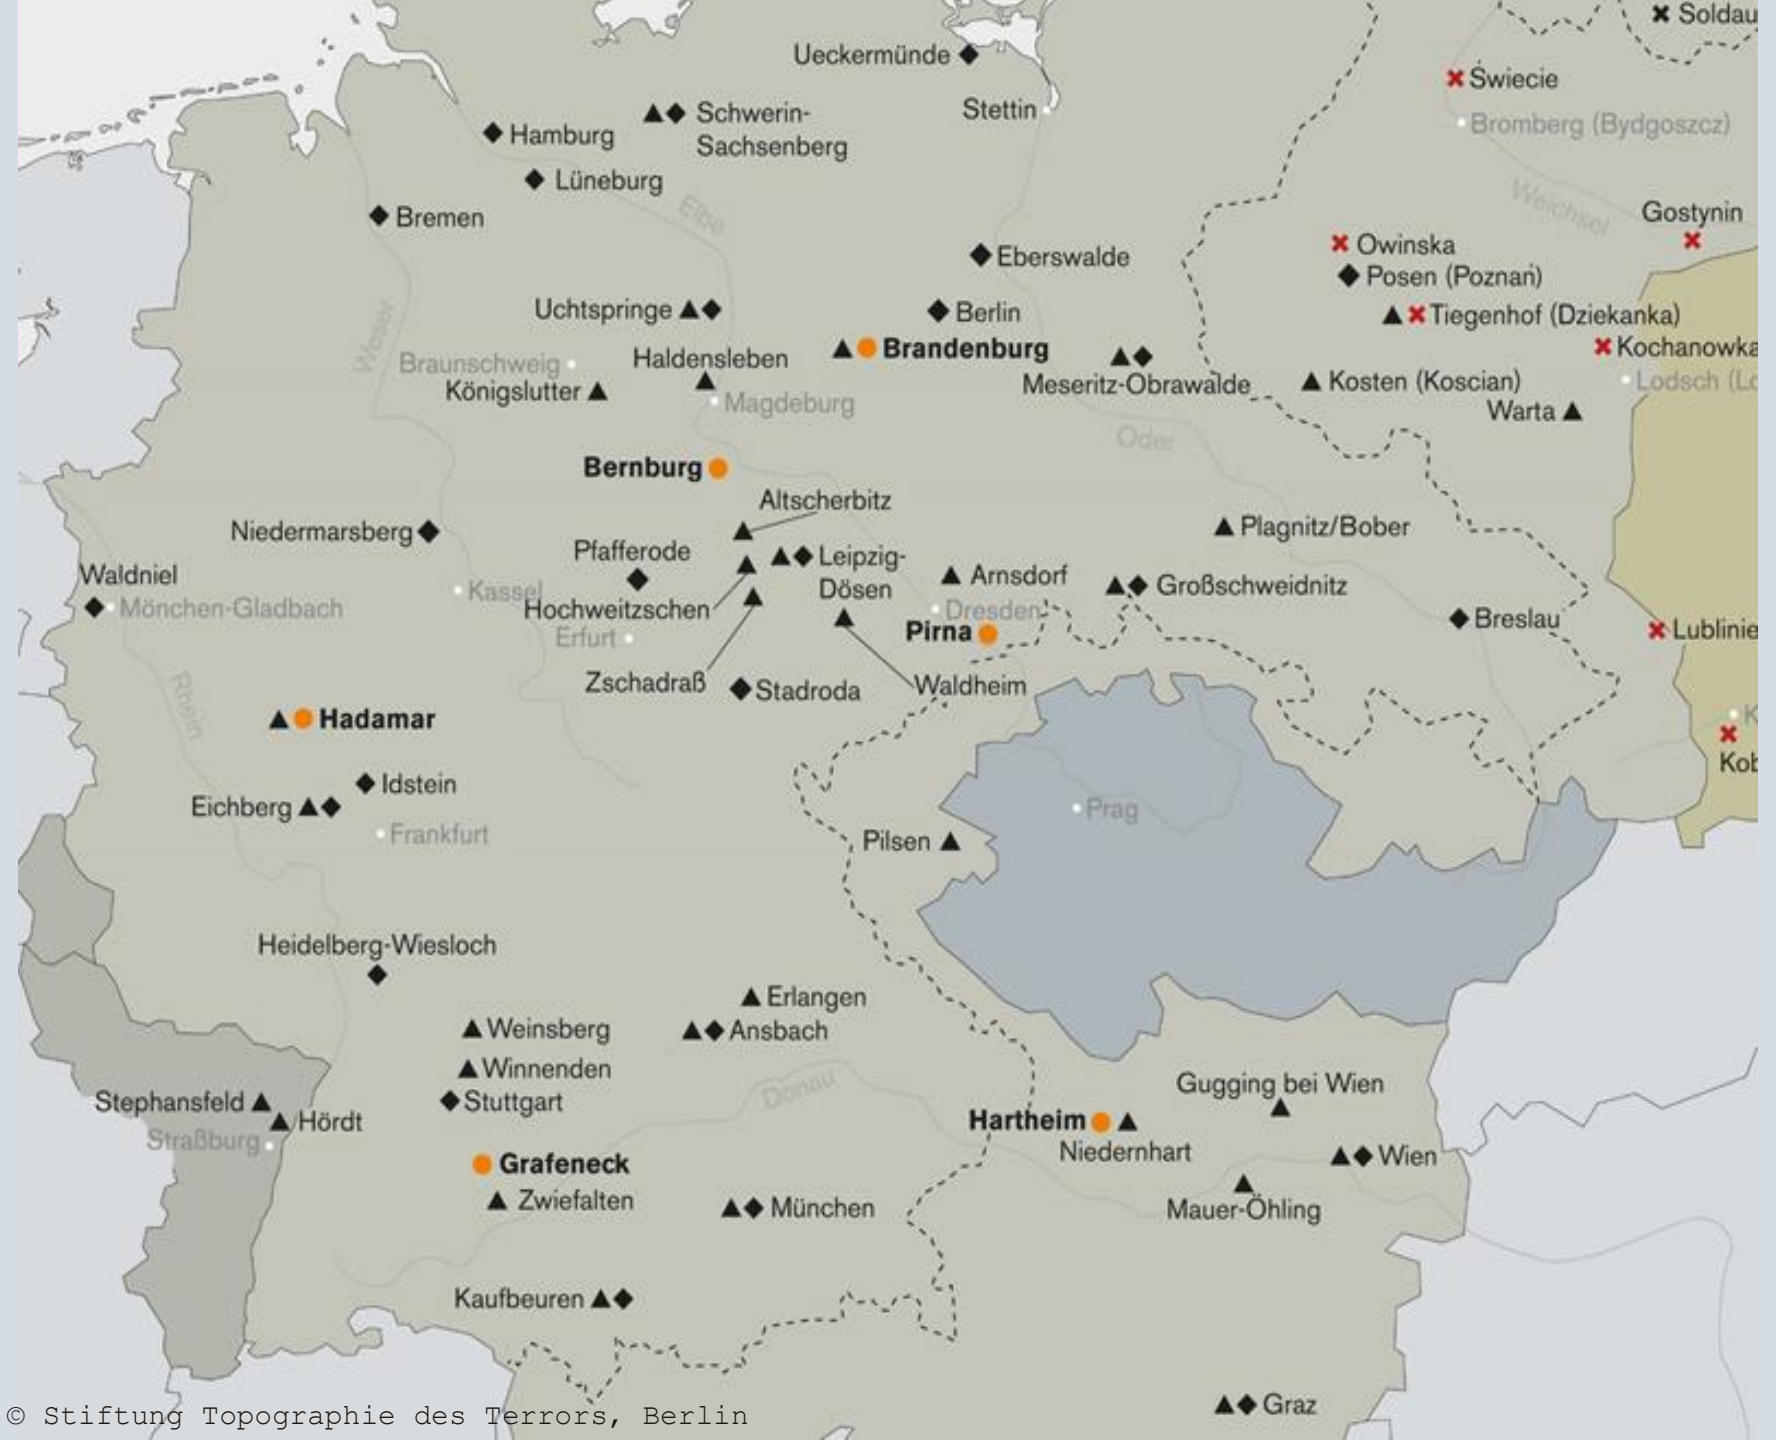 Soldau
Ueckermünde
Świecie
Stettin
Schwerin-
Sachsenberg
Bromberg (Bydgoszcz)
Hamburg
Lüneburg
Elbe
Weichsel
Bremen
Gostynin
Owinska
Eberswalde
Posen (Poznań)
Uchtspringe
Berlin
Tiegenhof (Dziekanka)
Weser
Brandenburg
Kochanowka
Haldensleben
Braunschweig
Meseritz-Obrawalde
Kosten (Koscian)
Lodsch (Lo
Königslutter
Magdeburg
Warta
Oder
Bernburg
Altscherbitz
Niedermarsberg
Plagnitz/Bober
Pfafferode
Leipzig-
Dösen
Waldniel
Arnsdorf
Großschweidnitz
Kassel
Mönchen-Gladbach
Hochweitzschen
Dresden
Breslau
Erfurt
Pirna
Lublinie
Zschadraß
Stadroda
Waldheim
Rhein
Hadamar
K
Kob
Idstein
Eichberg
Prag
Frankfurt
Pilsen
Heidelberg-Wiesloch
Erlangen
Weinsberg
Ansbach
Winnenden
Donau
Gugging bei Wien
Stephansfeld
Stuttgart
Hördt
Hartheim
Straßburg
Niedernhart
Wien
Grafeneck
Zwiefalten
München
Mauer-Öhling
Kaufbeuren
Graz
© Stiftung Topographie des Terrors, Berlin